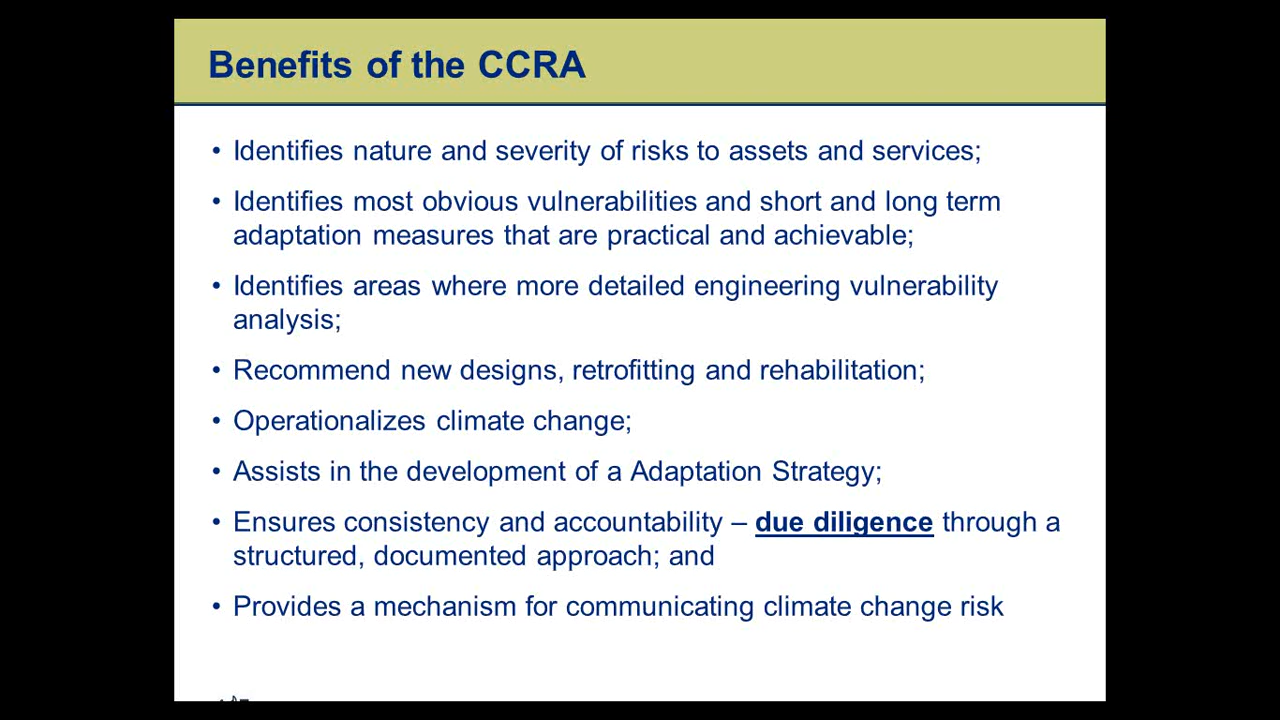 Benefits of the CCRA
• Identifies nature and severity of risks to assets and services;
• Identifies most obvious vulnerabilities and short and long term
adaptation measures that are practical and achievable;
• Identifies areas where more detailed engineering vulnerability
analysis;
• Recommend new designs, retrofitting and rehabilitation;
• Operationalizes climate change;
• Assists in the development of a Adaptation Strategy;
• Ensures consistency and accountability – due diligence through a
structured, documented approach; and
• Provides a mechanism for communicating climate change risk